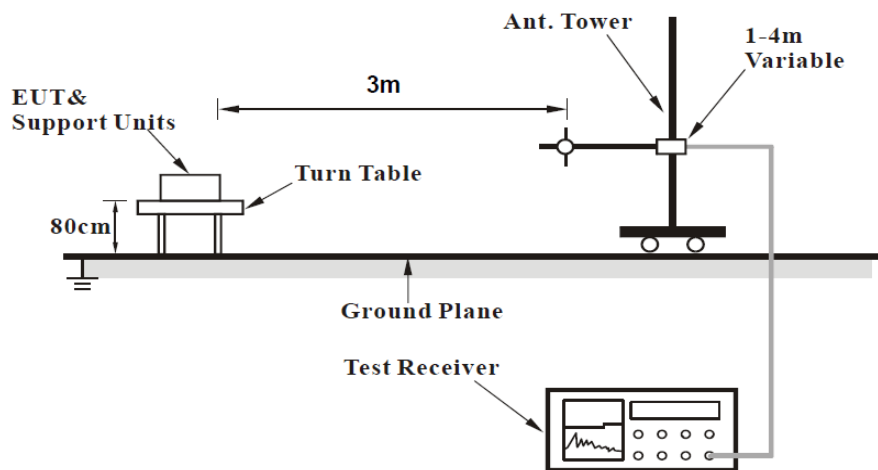 Ant. Tower
1-4m
Variable
3m
EUT&
Support Units
Turn Table
80cm
Ground Plane
Test Receiver